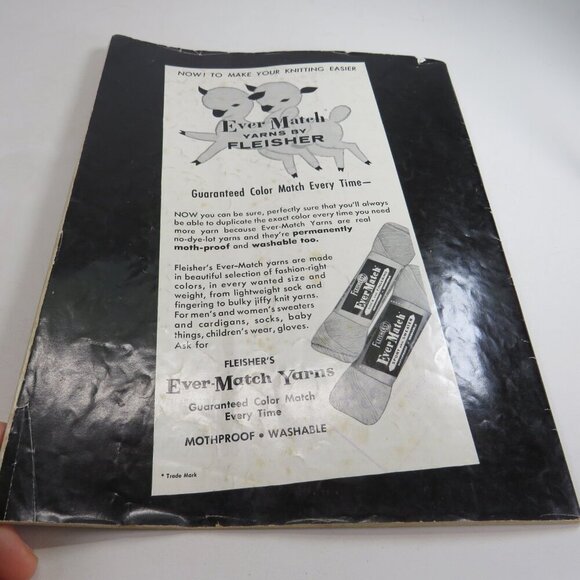 NOW! TO MAKE YOUR KNITTING EASIER
Ever Match
YARNS BY
FLEISHER
Guaranteed Color Match Every Time—
NOW you can be sure, perfectly sure that you'll always
be able to duplicate the exact color every time you need
more yarn because Ever-Match Yarns are real
no-dye-lot yarns and they're permanently
moth-proof and washable too.
Fleisher's Ever-Match yarns are made
in beautiful selection of fashion-right
colors, in every wanted size and
weight, from lightweight sock and
fingering to bulky jiffy knit yarns.
For men's and women's sweaters
and cardigans, socks, baby
things, children's wear, gloves.
Ask for
FLEISHER'S
Ever-Match Yarns
Guaranteed Color Match
Every Time
MOTHPROOF • WASHABLE
* Trade Mark
Ever Match
Ever Match